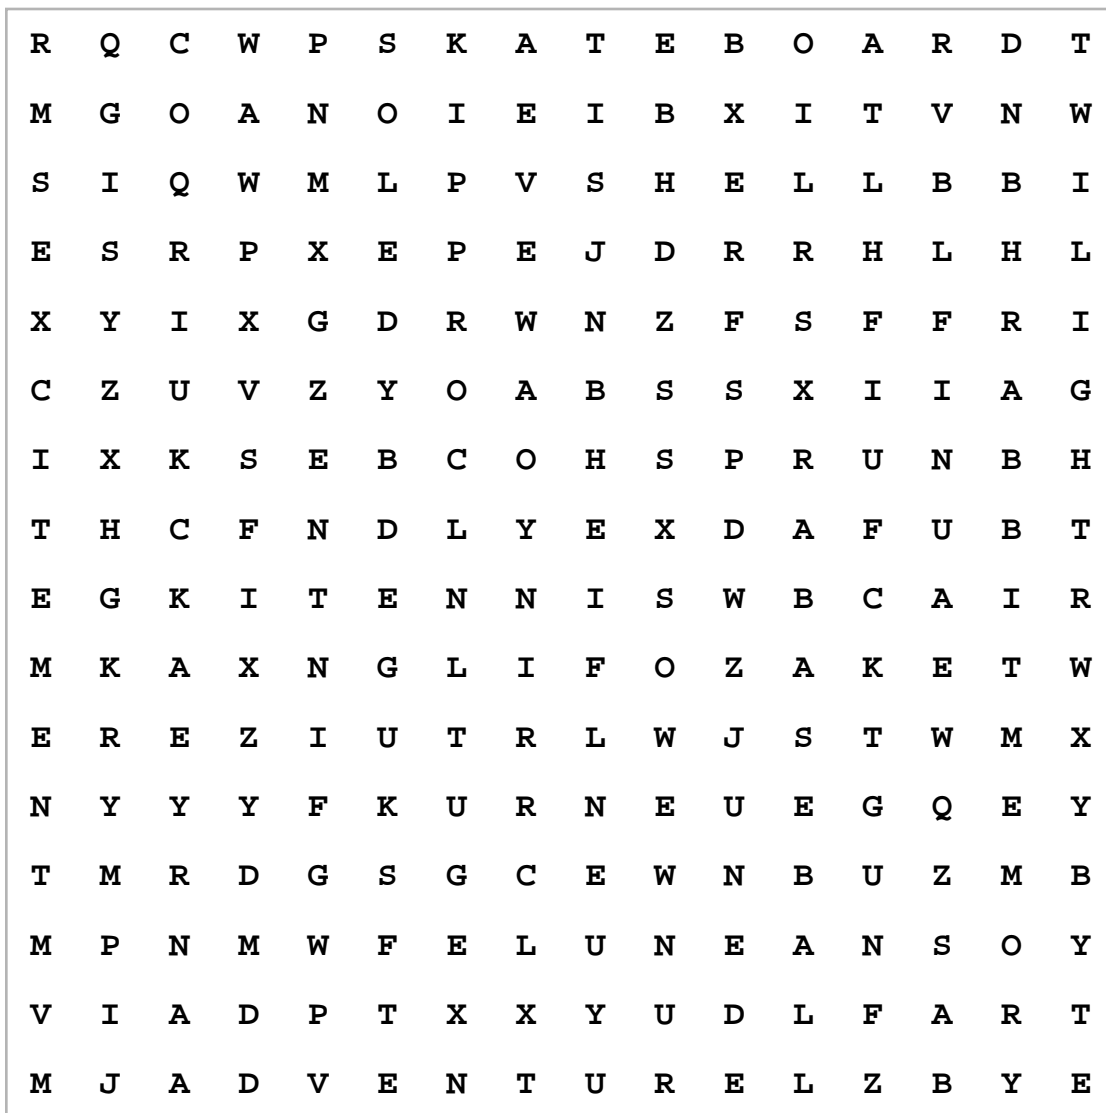 R Q C W P S K A T E B O A R D T
M G O A N O I E I B X I T V N W
S I Q W M L P V S H E L L B B I
E S R P X E P E J D R R H L H L
X Y I X G D R W N Z F S F F R I
C Z U V Z Y O A B S S X I I A G
I X K S E B C O H S P R U N B H
T H C F N D L Y E X D A F U B T
E G K I T E N N I S W B C A I R
M K A X N G L I F O Z A K E T W
E R E Z I U T R L W J S T W M X
N Y Y Y F K U R N E U E G Q E Y
T M R D G S G C E W N B U Z M B
M P N M W F E L U N E A N S O Y
V I A D P T X X Y U D L F A R T
M J A D V E N T U R E L Z B Y E